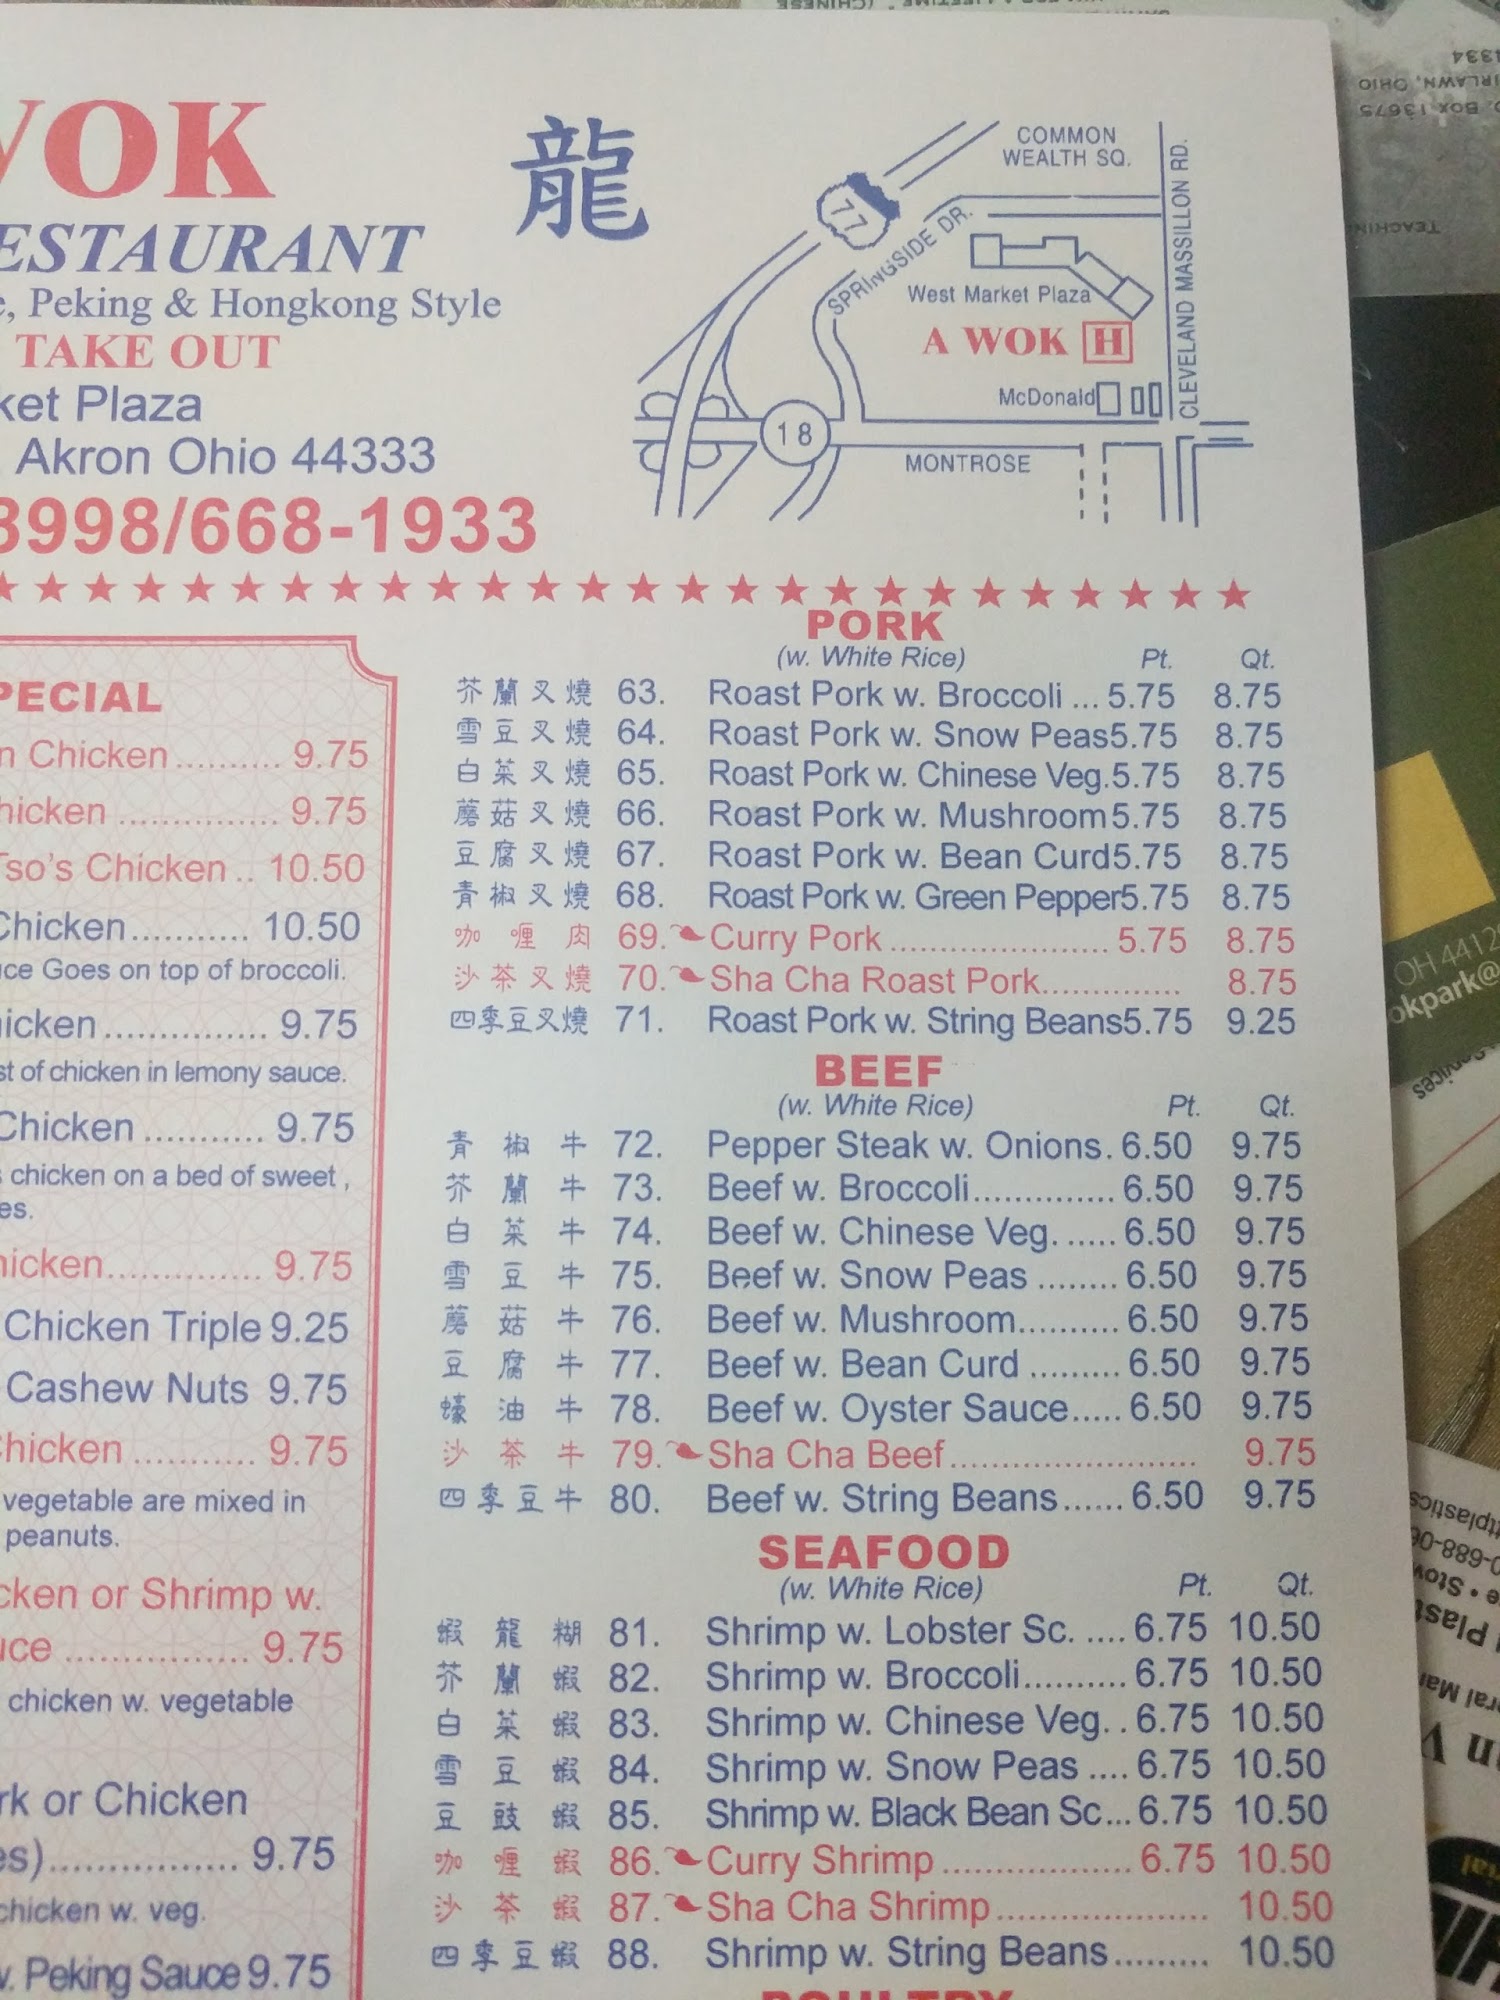 WOK
龍
ESTAURANT
e, Peking & Hongkong Style
TAKE OUT
ket Plaza
Akron Ohio 44333
8998/668-1933
COMMON
WEALTH SQ.
77
SPRINGSIDE DR.
CLEVELAND MASSILLON RD.
West Market Plaza
A WOK H
McDonald
18
MONTROSE
PECIAL
n Chicken.......... 9.75
hicken ............... 9.75
Tso's Chicken .. 10.50
Chicken........... 10.50
uce Goes on top of broccoli.
hicken ............... 9.75
st of chicken in lemony sauce.
Chicken ........... 9.75
s chicken on a bed of sweet ,
es.
hicken.............. 9.75
Chicken Triple 9.25
Cashew Nuts 9.75
Chicken ........... 9.75
vegetable are mixed in
peanuts.
cken or Shrimp w.
uce ................ 9.75
chicken w. vegetable
rk or Chicken
es)................. 9.75
chicken w. veg.
w. Peking Sauce 9.75
PORK
(w. White Rice) Pt. Qt.
芥蘭叉燒 63. Roast Pork w. Broccoli ... 5.75 8.75
雪豆叉燒 64. Roast Pork w. Snow Peas5.75 8.75
白菜叉燒 65. Roast Pork w. Chinese Veg.5.75 8.75
蘑菇叉燒 66. Roast Pork w. Mushroom 5.75 8.75
豆腐叉燒 67. Roast Pork w. Bean Curd5.75 8.75
青椒叉燒 68. Roast Pork w. Green Pepper5.75 8.75
咖喱肉 69. Curry Pork ...................... 5.75 8.75
沙茶叉燒 70. Sha Cha Roast Pork.............. 8.75
四季豆叉燒 71. Roast Pork w. String Beans5.75 9.25
BEEF
(w. White Rice) Pt. Qt.
青椒牛 72. Pepper Steak w. Onions. 6.50 9.75
芥蘭牛 73. Beef w. Broccoli.............. 6.50 9.75
白菜牛 74. Beef w. Chinese Veg. ..... 6.50 9.75
雪豆牛 75. Beef w. Snow Peas ........ 6.50 9.75
蘑菇牛 76. Beef w. Mushroom.......... 6.50 9.75
豆腐牛 77. Beef w. Bean Curd ......... 6.50 9.75
蠔油牛 78. Beef w. Oyster Sauce..... 6.50 9.75
沙茶牛 79. Sha Cha Beef......................... 9.75
四季豆牛 80. Beef w. String Beans...... 6.50 9.75
SEAFOOD
(w. White Rice) Pt. Qt.
蝦龍糊 81. Shrimp w. Lobster Sc. .... 6.75 10.50
芥蘭蝦 82. Shrimp w. Broccoli.......... 6.75 10.50
白菜蝦 83. Shrimp w. Chinese Veg. . 6.75 10.50
雪豆蝦 84. Shrimp w. Snow Peas .... 6.75 10.50
豆豉蝦 85. Shrimp w. Black Bean Sc... 6.75 10.50
咖喱蝦 86. Curry Shrimp ................... 6.75 10.50
沙茶蝦 87. Sha Cha Shrimp..................... 10.50
四季豆蝦 88. Shrimp w. String Beans......... 10.50
POULTRY
BOX 13675
OHIO
TEACHIN
OH 4412
okpark@
Services